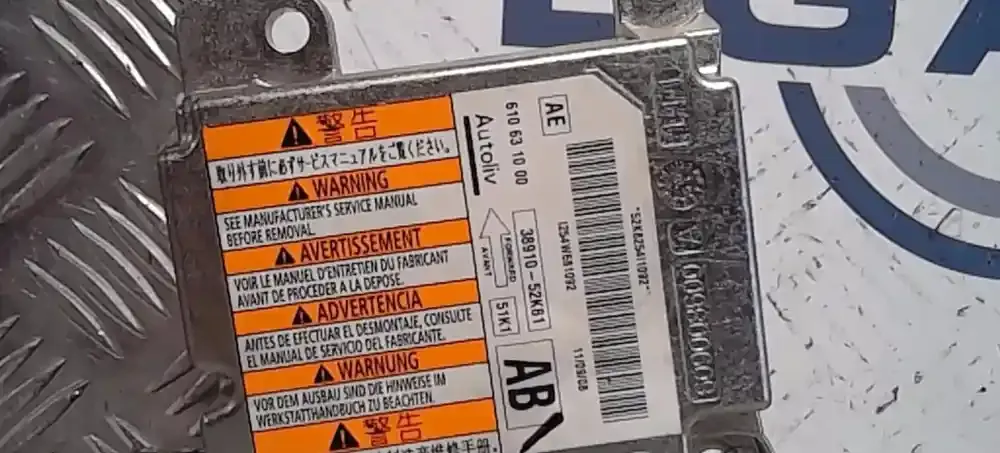 警告
取り外す前に必ずサービスマニュアルをご覧ください。
WARNING
SEE MANUFACTURER'S SERVICE MANUAL
BEFORE REMOVAL.
AVERTISSEMENT
VOIR LE MANUEL D'ENTRETIEN DU FABRICANT
AVANT DE PROCEDER A LA DEPOSE.
ADVERTENCIA
ANTES DE EFECTUAR EL DESMONTAJE, CONSULTE
EL MANUAL DE SERVICIO DEL FABRICANTE.
WARNUNG
VOR DEM AUSBAU SIND DIE HINWEISE IM
WERKSTATTHANDBUCH ZU BEACHTEN.
警告
Autoliv
610 63 10 00
AE
FORWARD
AVANT
38910-52K61
51K1
AB
11/09/08